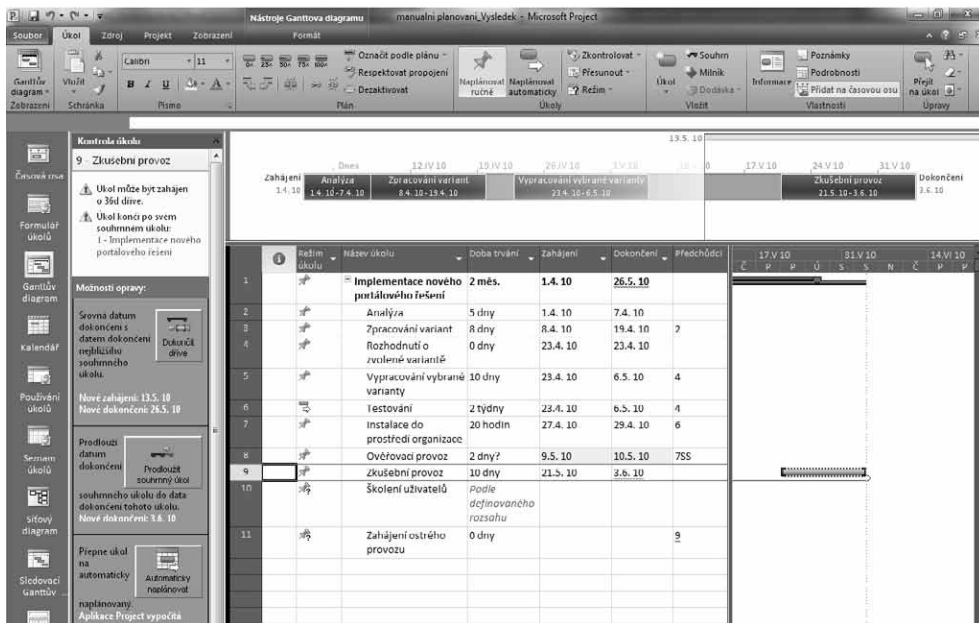 Nástroje Ganttova diagramu
manualni planovani_Vysledek - Microsoft Project
Soubor Úkol Zdroj Projekt Zobrazení Formát
Ganttův diagram
Zobrazení
Vložit
Schránka
Calibri 11
B I U A
Písmo
Označit podle plánu
Respektovat propojení
Dezaktivovat
Plán
Naplánovat ručně
Naplánovat automaticky
Zkontrolovat
Přesunout
Režim
Úkoly
Úkol
Souhrn
Milník
Dodávka
Vložit
Informace
Poznámky
Podrobnosti
Přidat na časovou osu
Vlastnosti
Přejít na úkol
Úpravy
Časová osa
Formulář úkolů
Ganttův diagram
Kalendář
Používání úkolů
Seznam úkolů
Síťový diagram
Sledovací Ganttův ...
Kontrola úkolu
9 - Zkušební provoz
Úkol může být zahájen
o 36d dříve.
Úkol končí po svém
souhrnném úkolu:
1 - Implementace nového
portálového řešení
Možnosti opravy:
Srovná datum
dokončení s
datem dokončení
nejbližšího
souhrnného
úkolu.
Dokončit dříve
Nové zahájení: 13.5. 10
Nové dokončení: 26.5. 10
Prodlouží
datum
dokončení
Prodloužit
souhrnný úkol
souhrnného úkolu do data
dokončení tohoto úkolu.
Nové dokončení: 3.6. 10
Přepne úkol
na
automaticky
Automaticky
naplánovat
naplánovaný.
Aplikace Project vypočítá
13.5. 10
Dnes 12.IV 10 19.IV 10 26.IV 10 17.V 10 24.V 10 31.V 10
Zahájení
1.4. 10
Analýza
1.4. 10-7.4. 10
Zpracování variant
8.4. 10-19.4. 10
Vypracování vybrané varianty
23.4. 10-6.5. 10
Zkušební provoz
21.5. 10-3.6. 10
Dokončení
3.6. 10
Režim úkolu Název úkolu Doba trvání Zahájení Dokončení Předchůdci
1 Implementace nového portálového řešení 2 měs. 1.4. 10 26.5. 10
2 Analýza 5 dny 1.4. 10 7.4. 10
3 Zpracování variant 8 dny 8.4. 10 19.4. 10 2
4 Rozhodnutí o zvolené variantě 0 dny 23.4. 10 23.4. 10
5 Vypracování vybrané varianty 10 dny 23.4. 10 6.5. 10 4
6 Testování 2 týdny 23.4. 10 6.5. 10 4
7 Instalace do prostředí organizace 20 hodin 27.4. 10 29.4. 10 6
8 Ověřovací provoz 2 dny? 9.5. 10 10.5. 10 7SS
9 Zkušební provoz 10 dny 21.5. 10 3.6. 10
10 Školení uživatelů Podle definovaného rozsahu
11 Zahájení ostrého provozu 0 dny 9
17.V 10 31.V 10 14.VI 10
Č P P Ú S S N Č P P